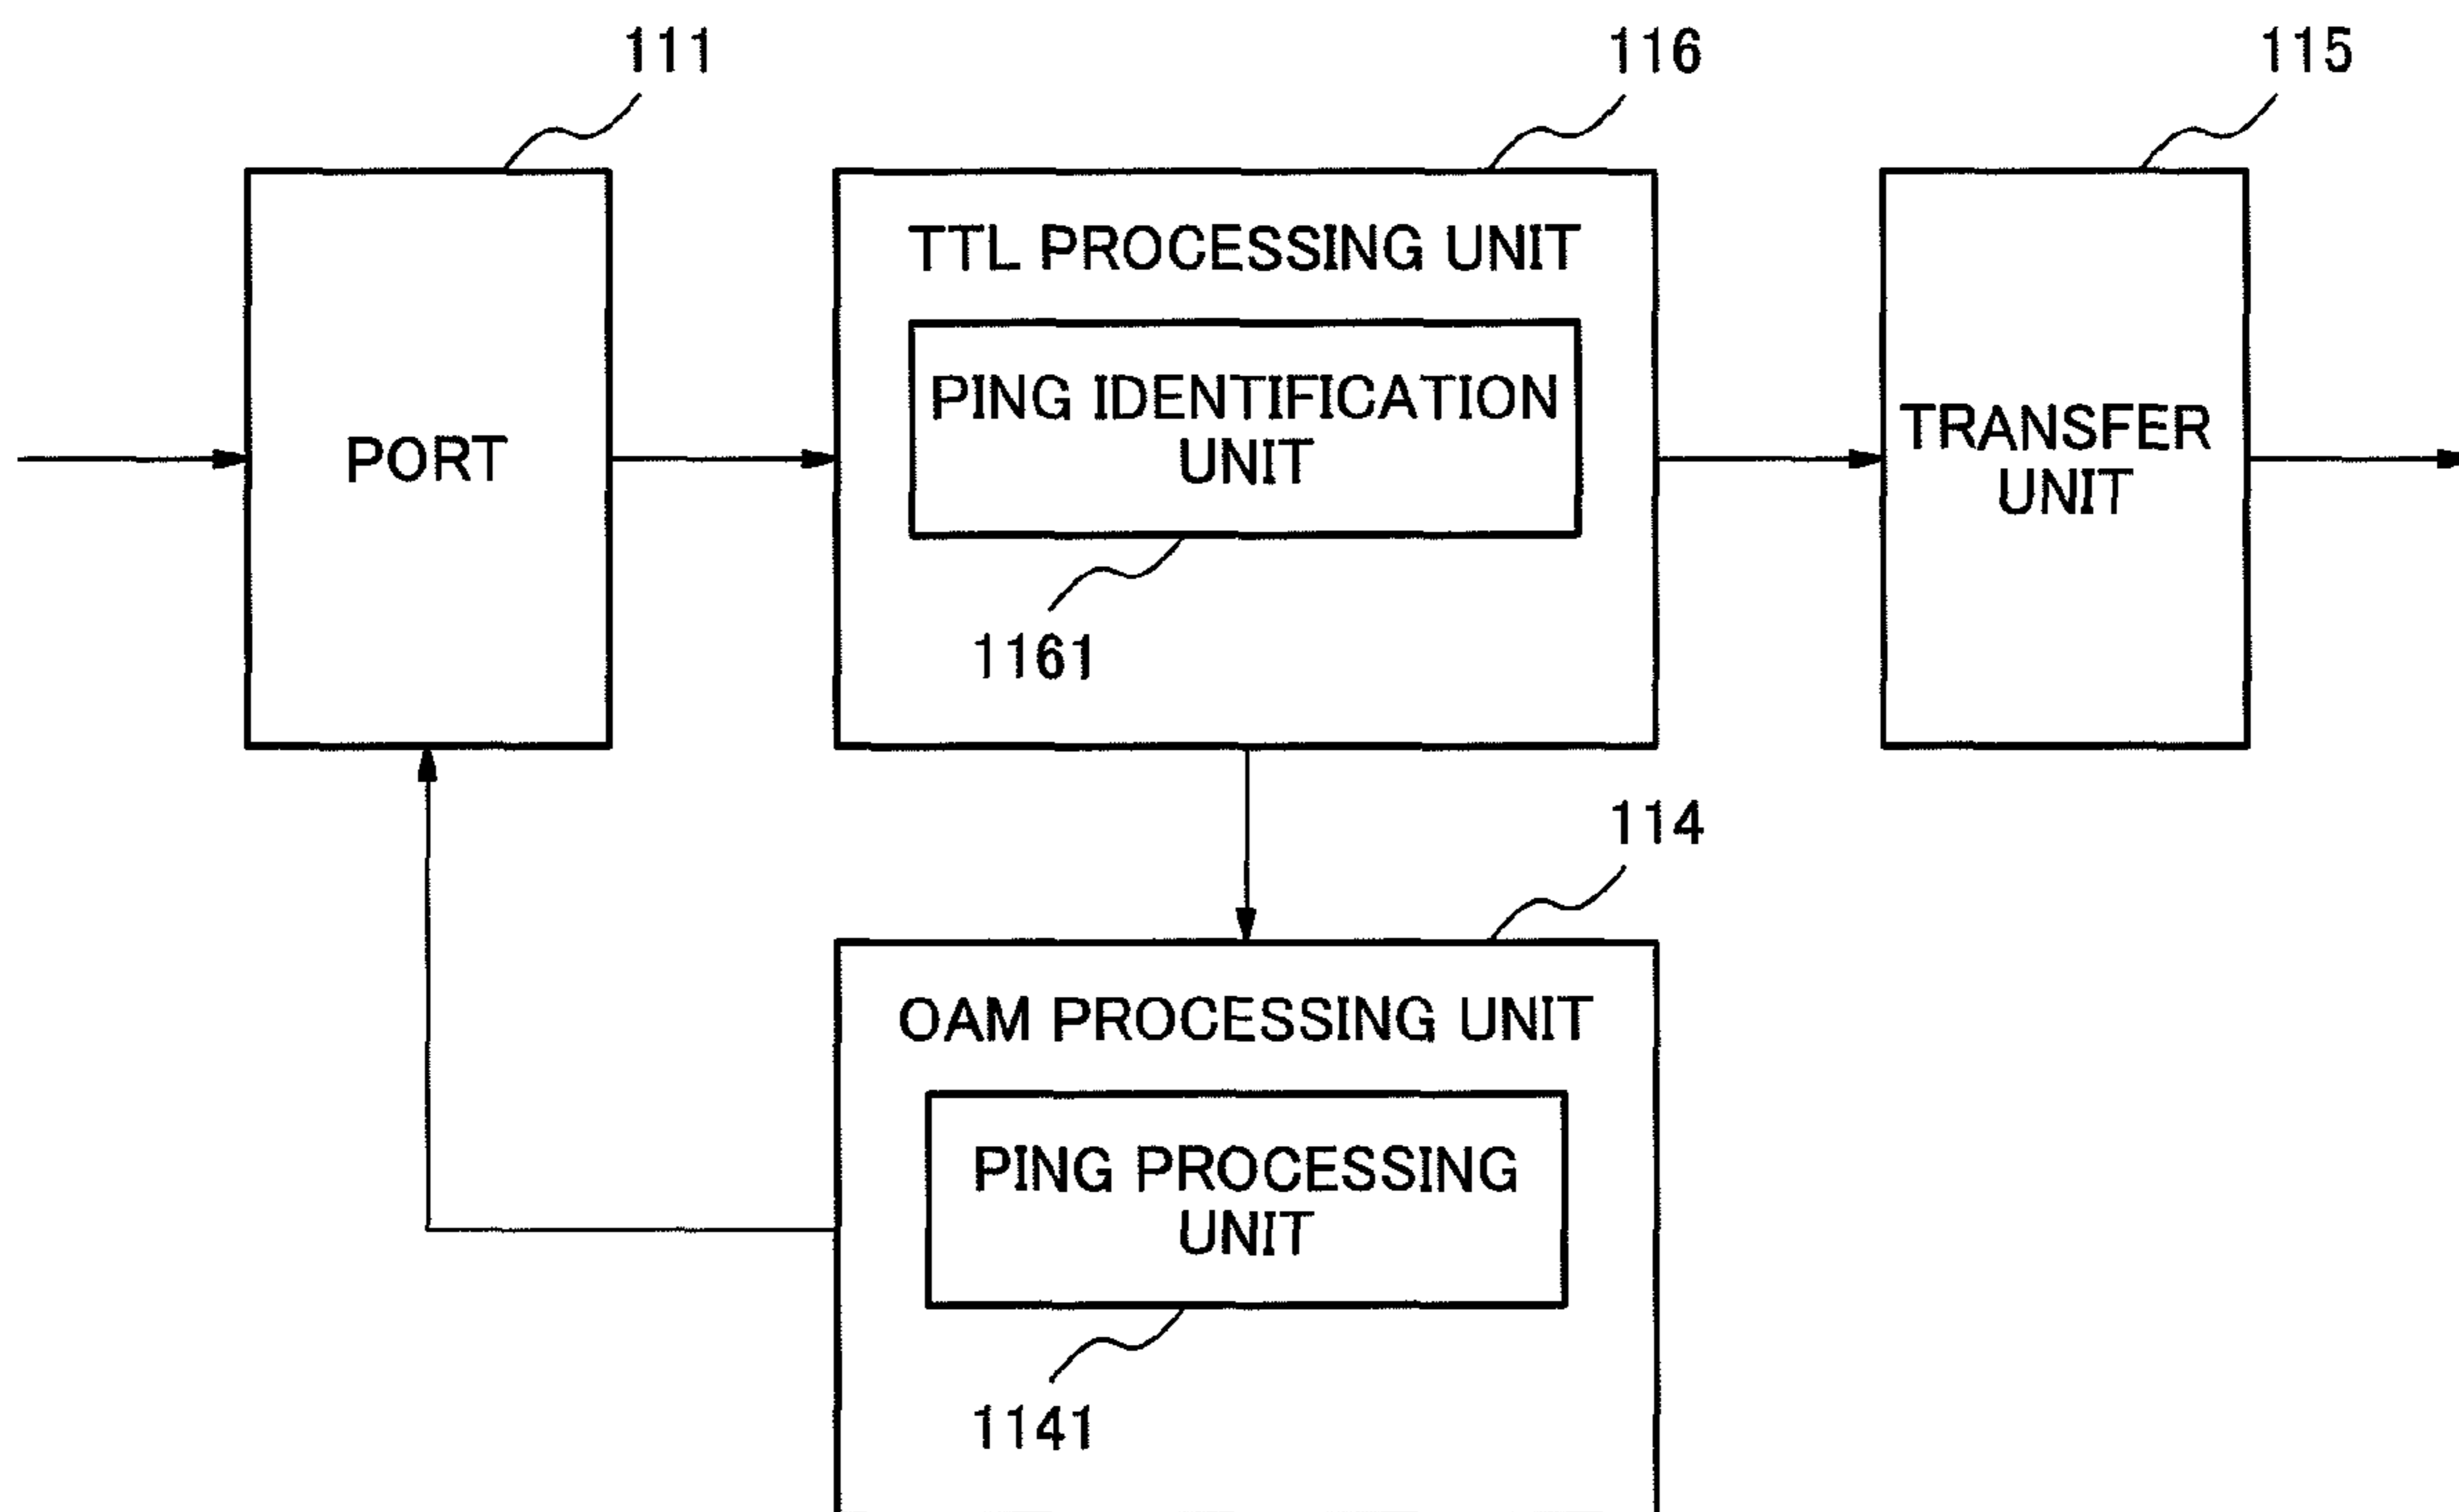 111
116
115
PORT
TTL PROCESSING UNIT
PING IDENTIFICATION
UNIT
1161
TRANSFER
UNIT
114
OAM PROCESSING UNIT
PING PROCESSING
UNIT
1141